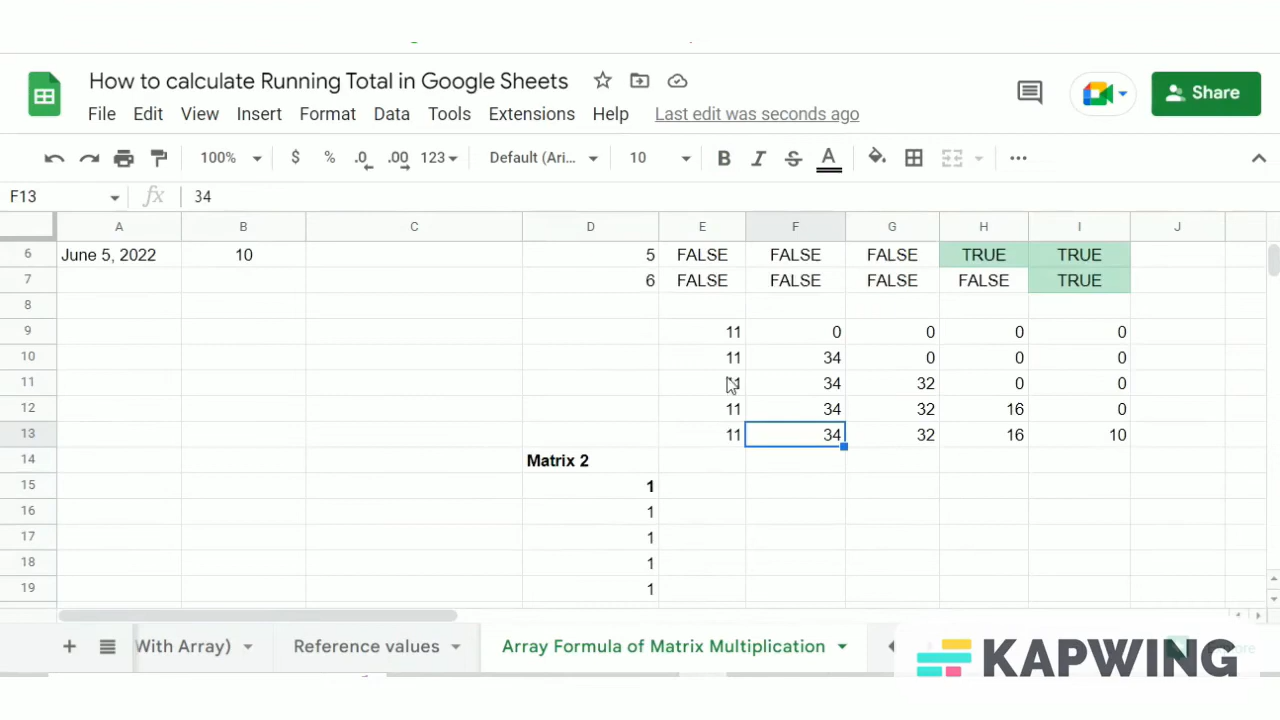 How to calculate Running Total in Google Sheets
File Edit View Insert Format Data Tools Extensions Help Last edit was seconds ago
Share
100% $ % .0 .00 123 Default (Ari... 10 B I S A
F13 fx 34
A B C D E F G H I J
6 June 5, 2022 10 5 FALSE FALSE FALSE TRUE TRUE
7 6 FALSE FALSE FALSE FALSE TRUE
8
9 11 0 0 0 0
10 11 34 0 0 0
11 34 32 0 0
12 11 34 32 16 0
13 11 34 32 16 10
14 Matrix 2
15 1
16 1
17 1
18 1
19 1
With Array) Reference values Array Formula of Matrix Multiplication
KAPWING